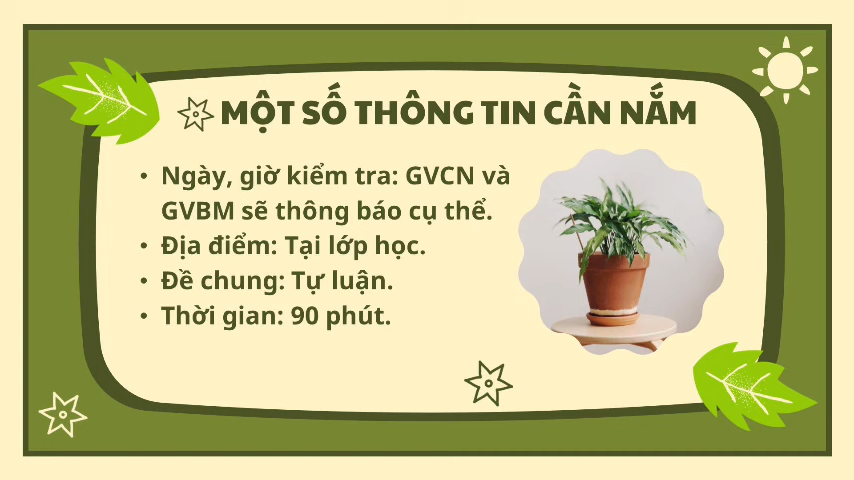 MỘT SỐ THÔNG TIN CẦN NẮM
• Ngày, giờ kiểm tra: GVCN và
GVBM sẽ thông báo cụ thể.
• Địa điểm: Tại lớp học.
• Đề chung: Tự luận.
• Thời gian: 90 phút.